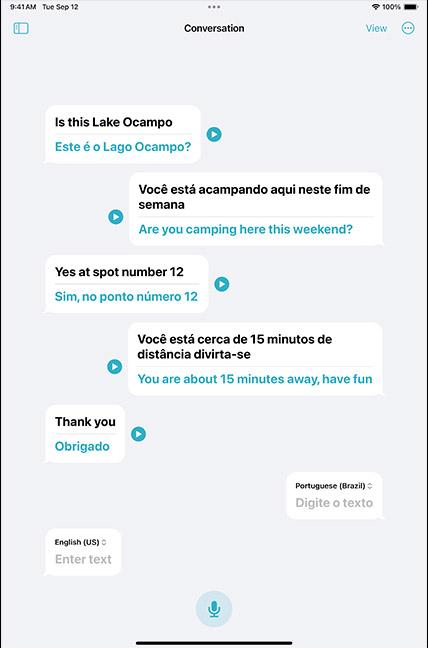 9:41 AM Tue Sep 12
100%
Conversation
View
Is this Lake Ocampo
Este é o Lago Ocampo?
Você está acampando aqui neste fim de
semana
Are you camping here this weekend?
Yes at spot number 12
Sim, no ponto número 12
Você está cerca de 15 minutos de
distância divirta-se
You are about 15 minutes away, have fun
Thank you
Obrigado
Portuguese (Brazil)
Digite o texto
English (US)
Enter text